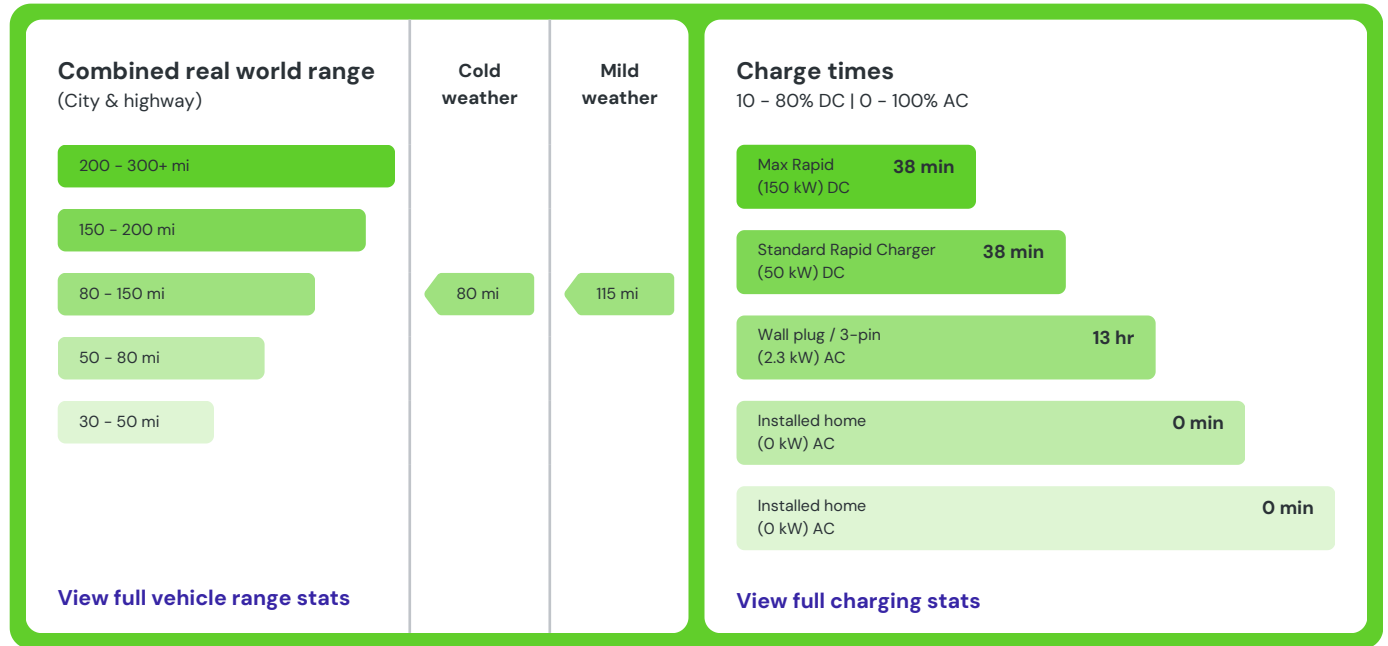 Combined real world range
(City & highway)
Cold
weather
Mild
weather
200 - 300+ mi
150 - 200 mi
80 - 150 mi
80 mi
115 mi
50 - 80 mi
30 - 50 mi
View full vehicle range stats
Charge times
10 - 80% DC | 0 - 100% AC
Max Rapid
(150 kW) DC
38 min
Standard Rapid Charger
(50 kW) DC
38 min
Wall plug / 3-pin
(2.3 kW) AC
13 hr
Installed home
(0 kW) AC
0 min
Installed home
(0 kW) AC
0 min
View full charging stats